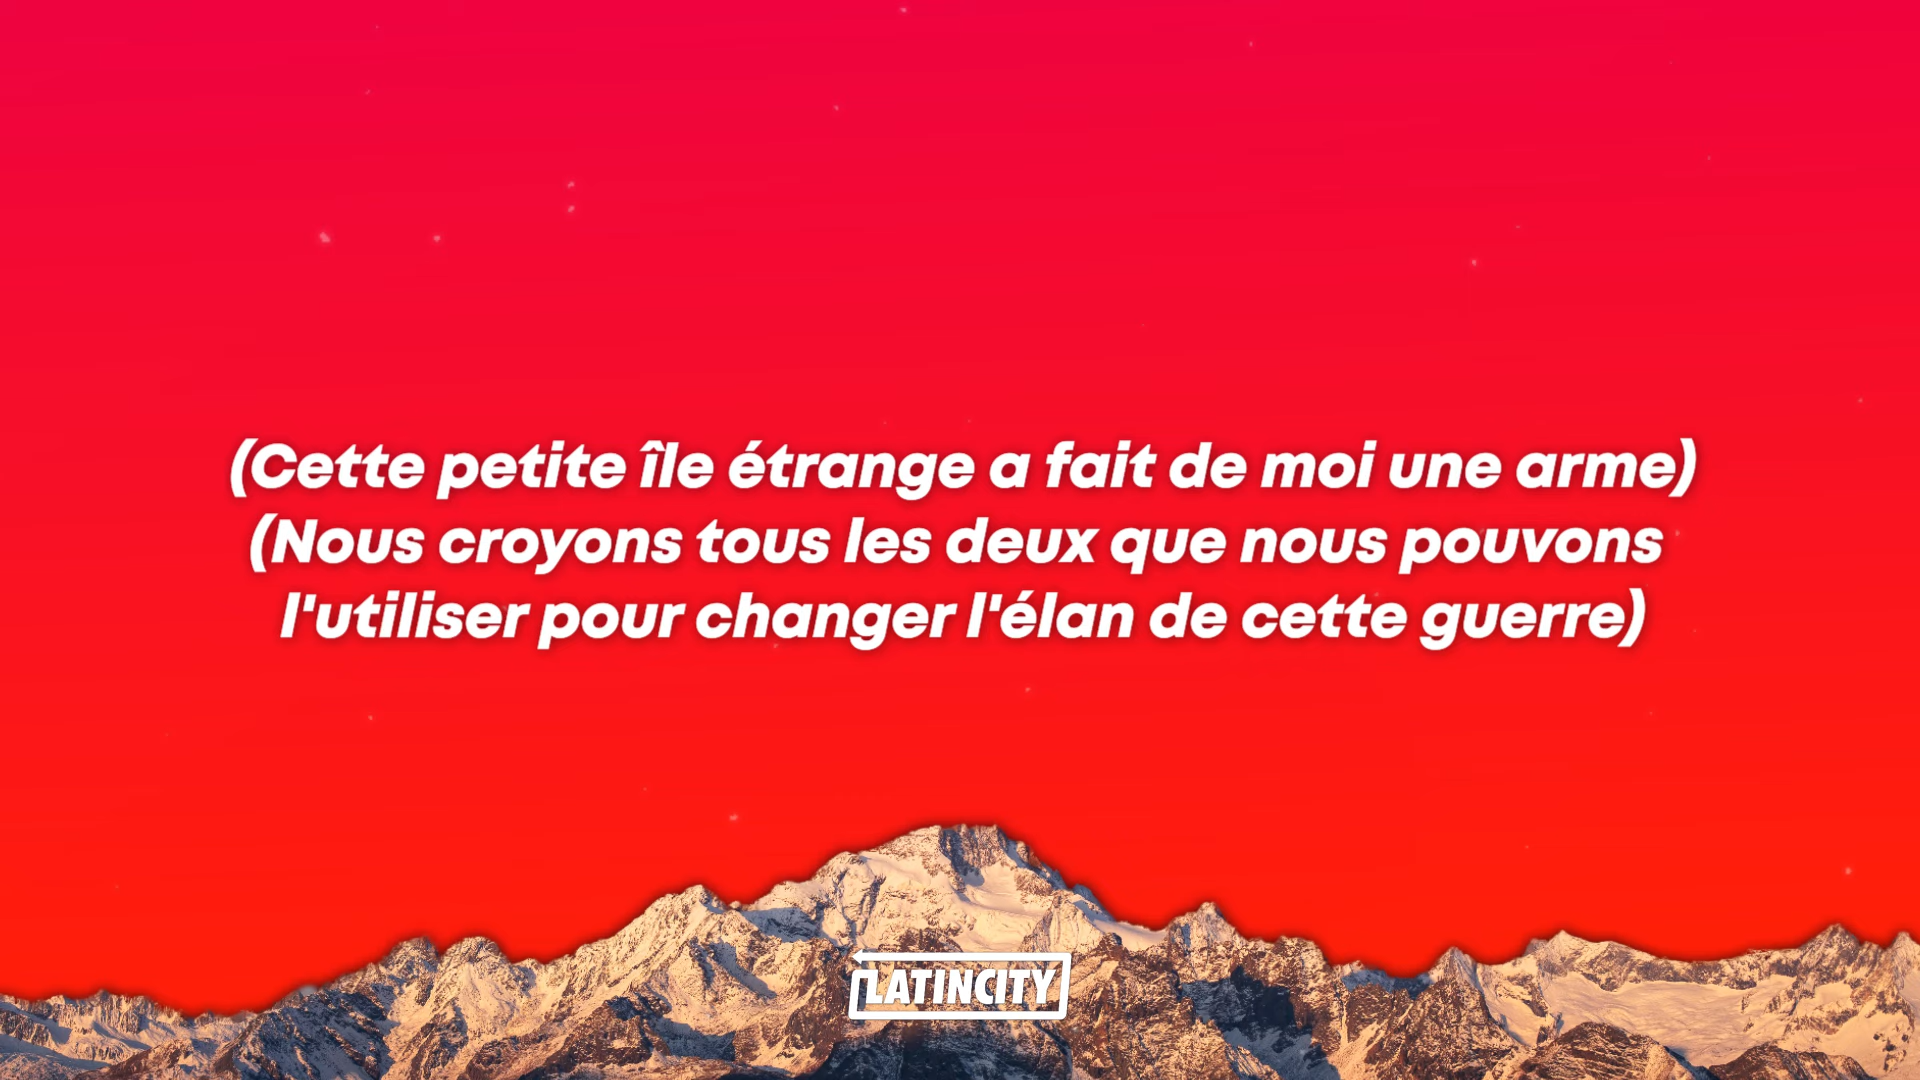 (Cette petite île étrange a fait de moi une arme)
(Nous croyons tous les deux que nous pouvons
l'utiliser pour changer l'élan de cette guerre)
LATINCITY